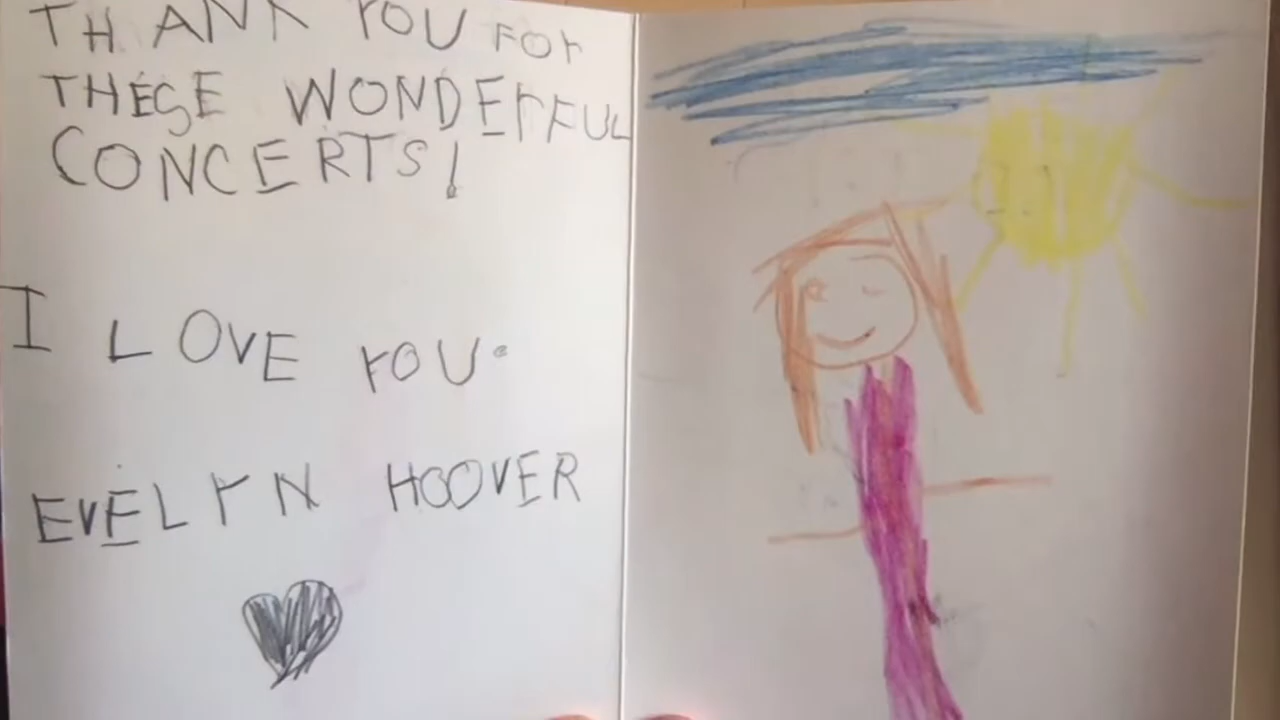 THANK YOU FOR
THESE WONDERFUL
CONCERTS!
I LOVE YOU.
EVELYN HOOVER